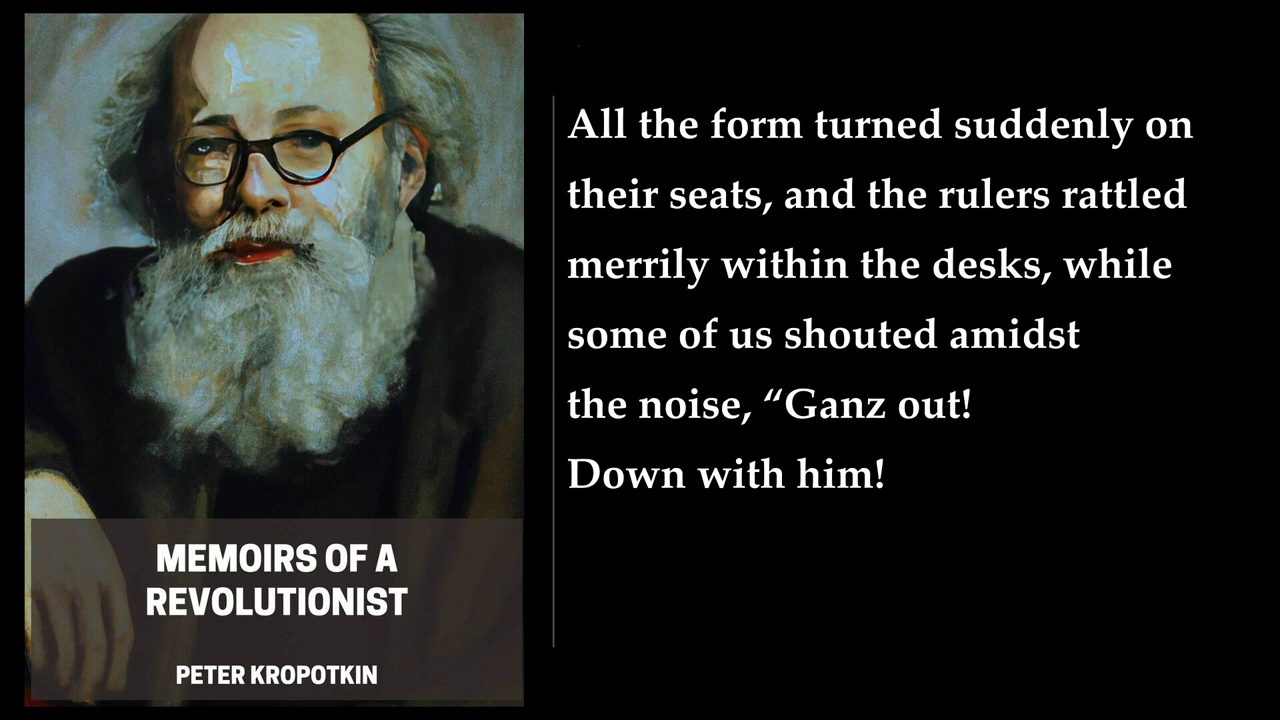 All the form turned suddenly on
their seats, and the rulers rattled
merrily within the desks, while
some of us shouted amidst
the noise, “Ganz out!
Down with him!
MEMOIRS OF A
REVOLUTIONIST
PETER KROPOTKIN